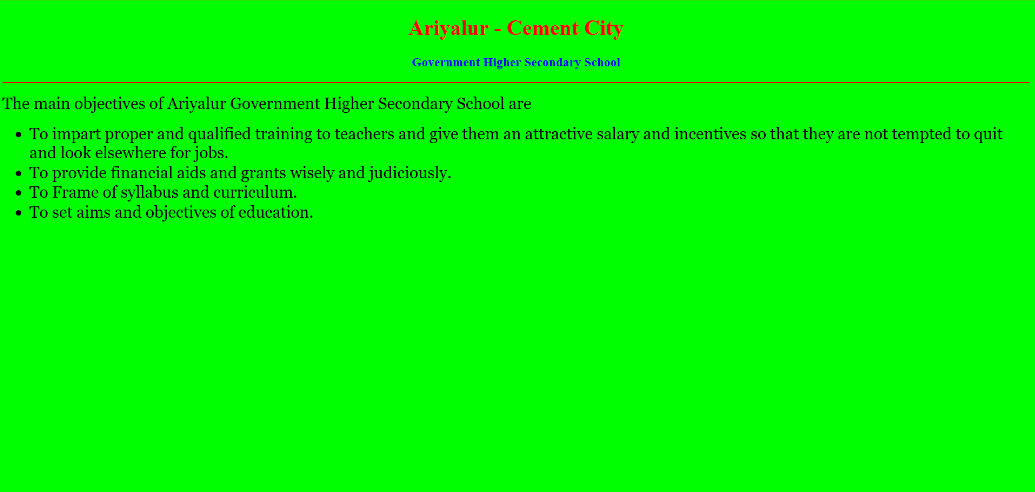 Ariyalur - Cement City
Government Higher Secondary School
The main objectives of Ariyalur Government Higher Secondary School are
• To impart proper and qualified training to teachers and give them an attractive salary and incentives so that they are not tempted to quit
and look elsewhere for jobs.
• To provide financial aids and grants wisely and judiciously.
• To Frame of syllabus and curriculum.
• To set aims and objectives of education.